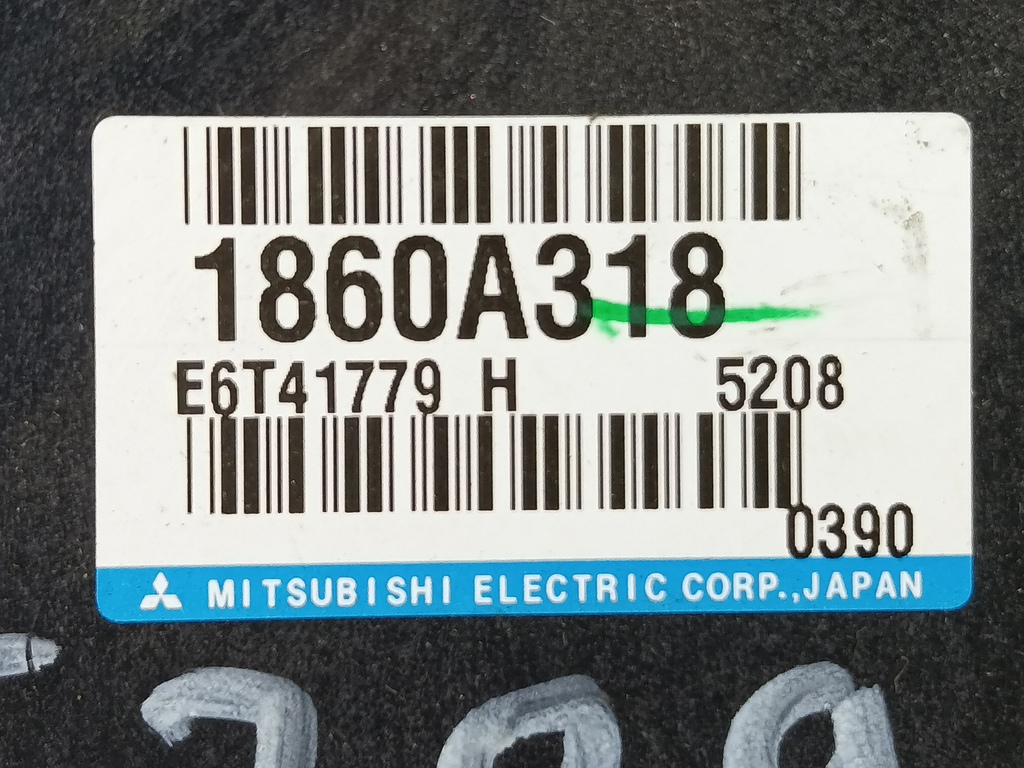 1860A318
E6T41779 H 5208
0390
MITSUBISHI ELECTRIC CORP.,JAPAN